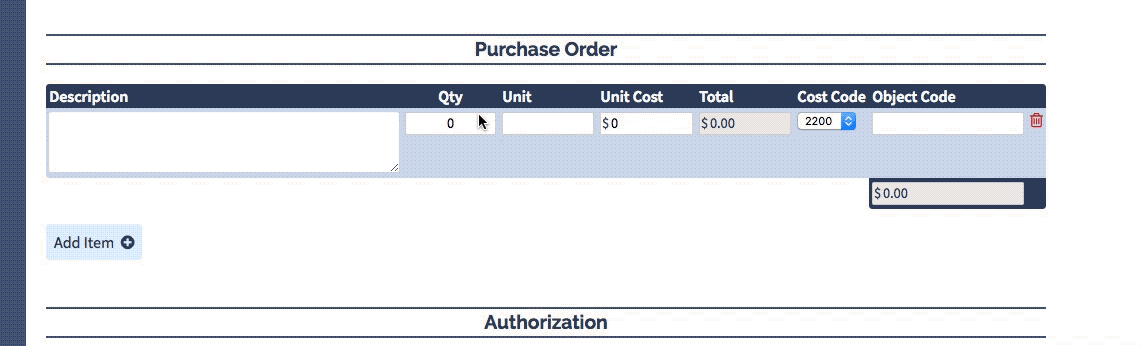 Purchase Order
Description Qty Unit Unit Cost Total Cost Code Object Code
0 $0 $0.00 2200
$0.00
Add Item
Authorization